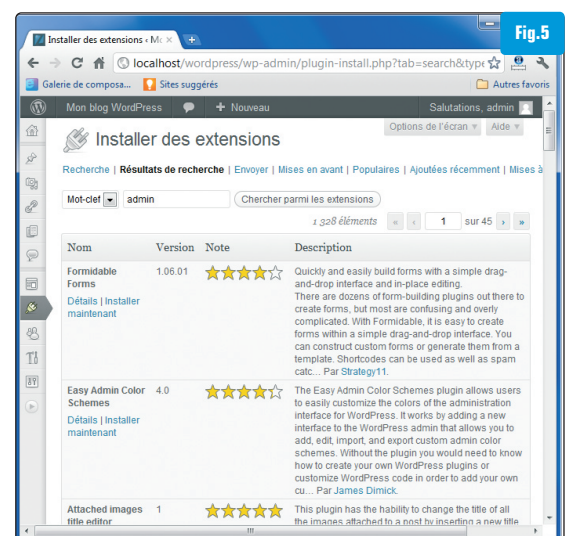 Fig.5
Installer des extensions ‹ Mc
localhost/wordpress/wp-admin/plugin-install.php?tab=search&type
Galerie de composa... Sites suggérés Autres favoris
Mon blog WordPress + Nouveau Salutations, admin
Options de l'écran Aide
Installer des extensions
Recherche | Résultats de recherche | Envoyer | Mises en avant | Populaires | Ajoutées récemment | Mises à
Mot-clef admin Chercher parmi les extensions
1 328 éléments « ‹ 1 sur 45 › »
Nom Version Note Description
Formidable 1.06.01 Quickly and easily build forms with a simple drag-
Forms and-drop interface and in-place editing.
Détails | Installer There are dozens of form-building plugins out there to
maintenant create forms, but most are confusing and overly
complicated. With Formidable, it is easy to create
forms within a simple drag-and-drop interface. You
can construct custom forms or generate them from a
template. Shortcodes can be used as well as spam
catc... Par Strategy11.
Easy Admin Color 4.0 The Easy Admin Color Schemes plugin allows users
Schemes to easily customize the colors of the administration
Détails | Installer interface for WordPress. It works by adding a new
maintenant interface to the WordPress admin that allows you to
add, edit, import, and export custom admin color
schemes. Without the plugin you would need to know
how to create your own WordPress plugins or
customize WordPress code in order to add your own
cu... Par James Dimick.
Attached images 1 This plugin has the hability to change the title of all
title editor the images attached to a post by inserting a new title